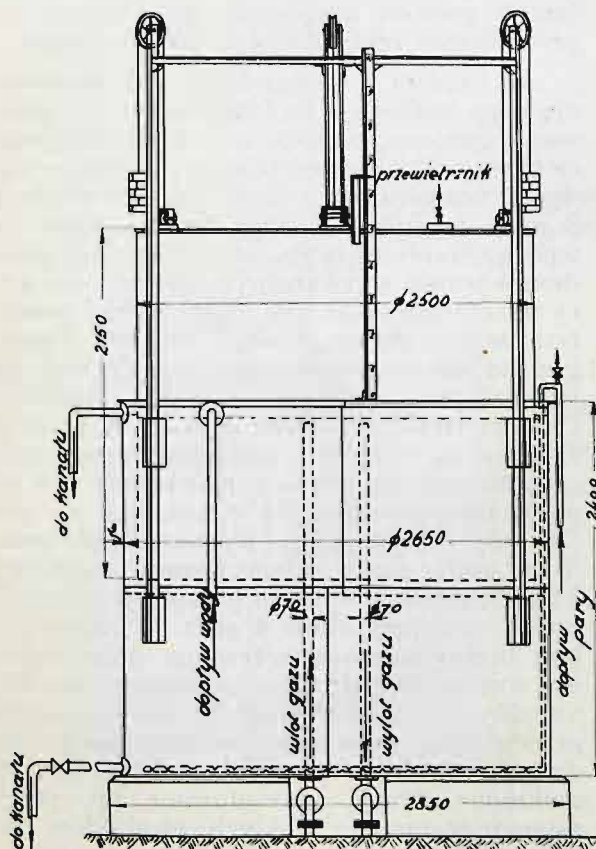 przewietrznik
ϕ2500
2150
do kanału
2600
ϕ2650
dopływ wody
ϕ70
ϕ70
dopływ
pary
wlot gazu
wylot gazu
do kanału
2850